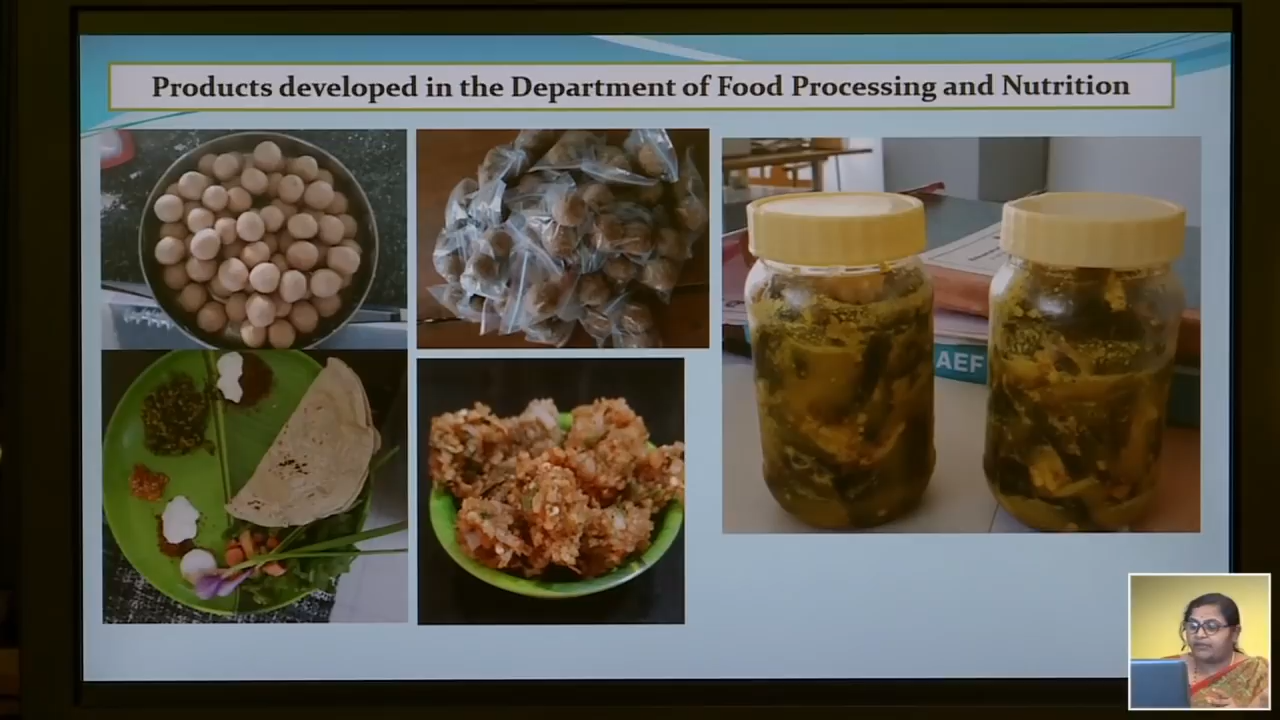 Products developed in the Department of Food Processing and Nutrition
AEF